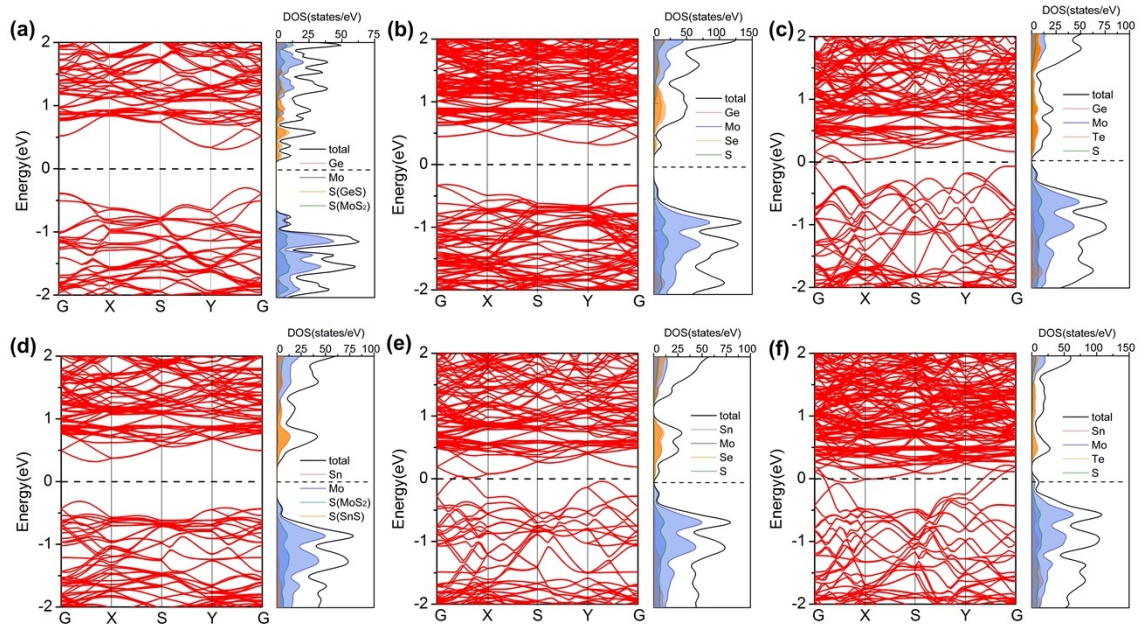 (a)
DOS(states/eV)
0 25 50 75
Energy(eV)
2
1
0
-1
-2
G X S Y G
total
Ge
Mo
S(GeS)
S(MoS₂)
(b)
DOS(states/eV)
0 50 100 150
Energy(eV)
2
1
0
-1
-2
G X S Y G
total
Ge
Mo
Se
S
(c)
DOS(states/eV)
0 50 100 150
Energy(eV)
2
1
0
-1
-2
G X S Y G
total
Ge
Mo
Te
S
(d)
DOS(states/eV)
0 25 50 75 100
Energy(eV)
2
1
0
-1
-2
G X S Y G
total
Sn
Mo
S(MoS₂)
S(SnS)
(e)
DOS(states/eV)
0 25 50 75 100
Energy(eV)
2
1
0
-1
-2
G X S Y G
total
Sn
Mo
Se
S
(f)
DOS(states/eV)
0 50 100 150
Energy(eV)
2
1
0
-1
-2
G X S Y G
total
Sn
Mo
Te
S